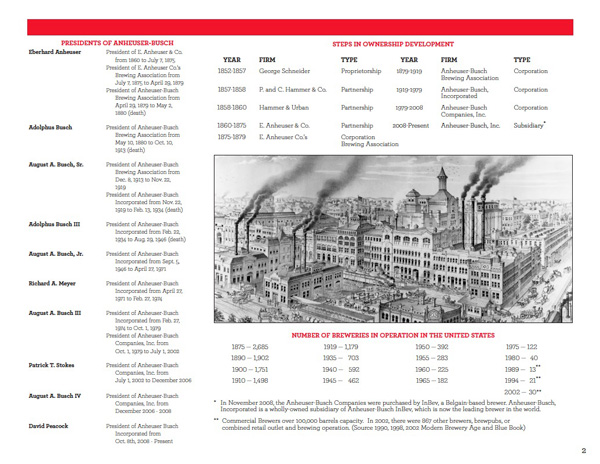 PRESIDENTS OF ANHEUSER-BUSCH
Eberhard Anheuser President of E. Anheuser & Co.
from 1860 to July 7, 1875.
President of E. Anheuser Co.'s
Brewing Association from
July 7, 1875, to April 29, 1879
President of Anheuser-Busch
Brewing Association from
April 29, 1879 to May 2,
1880 (death)
Adolphus Busch President of Anheuser-Busch
Brewing Association from
May 10, 1880 to Oct. 10,
1913 (death)
August A. Busch, Sr. President of Anheuser-Busch
Brewing Association from
Dec. 8, 1913 to Nov. 22,
1919
President of Anheuser-Busch
Incorporated from Nov. 22,
1919 to Feb. 13, 1934 (death)
Adolphus Busch III President of Anheuser-Busch
Incorporated from Feb. 22,
1934 to Aug. 29, 1946 (death)
August A. Busch, Jr. President of Anheuser-Busch
Incorporated from Sept. 5,
1946 to April 27, 1971
Richard A. Meyer President of Anheuser-Busch
Incorporated from April 27,
1971 to Feb. 27, 1974
August A. Busch III President of Anheuser-Busch
Incorporated from Feb. 27,
1974 to Oct. 1, 1979
President of Anheuser-Busch
Companies, Inc. from
Oct. 1, 1979 to July 1, 2002
Patrick T. Stokes President of Anheuser-Busch
Companies, Inc. from
July 1, 2002 to December 2006
August A. Busch IV President of Anheuser-Busch
Companies, Inc. from
December 2006 - 2008
David Peacock President of Anheuser-Busch
Incorporated from
Oct. 8th, 2008 - Present
STEPS IN OWNERSHIP DEVELOPMENT
YEAR FIRM TYPE YEAR FIRM TYPE
1852-1857 George Schneider Proprietorship 1879-1919 Anheuser-Busch Corporation
Brewing Association
1857-1858 P. and C. Hammer & Co. Partnership 1919-1979 Anheuser-Busch, Corporation
Incorporated
1858-1860 Hammer & Urban Partnership 1979-2008 Anheuser-Busch Corporation
Companies, Inc.
1860-1875 E. Anheuser & Co. Partnership 2008-Present Anheuser-Busch, Inc. Subsidiary*
1875-1879 E. Anheuser Co.'s Corporation
Brewing Association
NUMBER OF BREWERIES IN OPERATION IN THE UNITED STATES
1875 — 2,685 1919 — 1,179 1950 — 392 1975 — 122
1890 — 1,902 1935 — 703 1955 — 283 1980 — 40
1900 — 1,751 1940 — 592 1960 — 225 1989 — 13**
1910 — 1,498 1945 — 462 1965 — 182 1994 — 21**
2002 — 30**
* In November 2008, the Anheuser-Busch Companies were purchased by InBev, a Belgain-based brewer. Anheuser-Busch,
Incorporated is a wholly-owned subsidiary of Anheuser-Busch InBev, which is now the leading brewer in the world.
** Commercial Brewers over 100,000 barrels capacity. In 2002, there were 867 other brewers, brewpubs, or
combined retail outlet and brewing operation. (Source 1990, 1998, 2002 Modern Brewery Age and Blue Book)
2